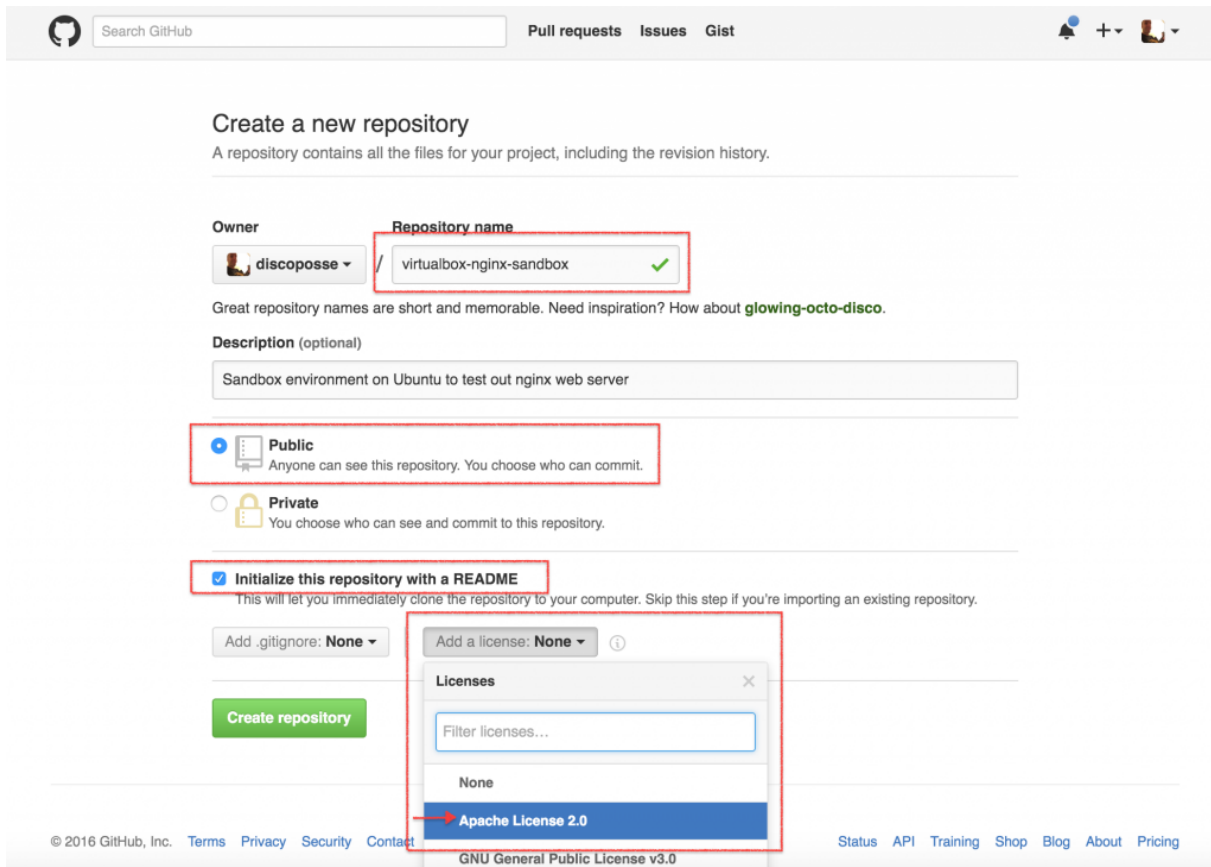 Search GitHub Pull requests Issues Gist
Create a new repository
A repository contains all the files for your project, including the revision history.
Owner Repository name
discoposse / virtualbox-nginx-sandbox
Great repository names are short and memorable. Need inspiration? How about glowing-octo-disco.
Description (optional)
Sandbox environment on Ubuntu to test out nginx web server
Public
Anyone can see this repository. You choose who can commit.
Private
You choose who can see and commit to this repository.
Initialize this repository with a README
This will let you immediately clone the repository to your computer. Skip this step if you're importing an existing repository.
Add .gitignore: None Add a license: None
Licenses
Create repository
Filter licenses...
None
Apache License 2.0
© 2016 GitHub, Inc. Terms Privacy Security Contact Status API Training Shop Blog About Pricing
GNU General Public License v3.0